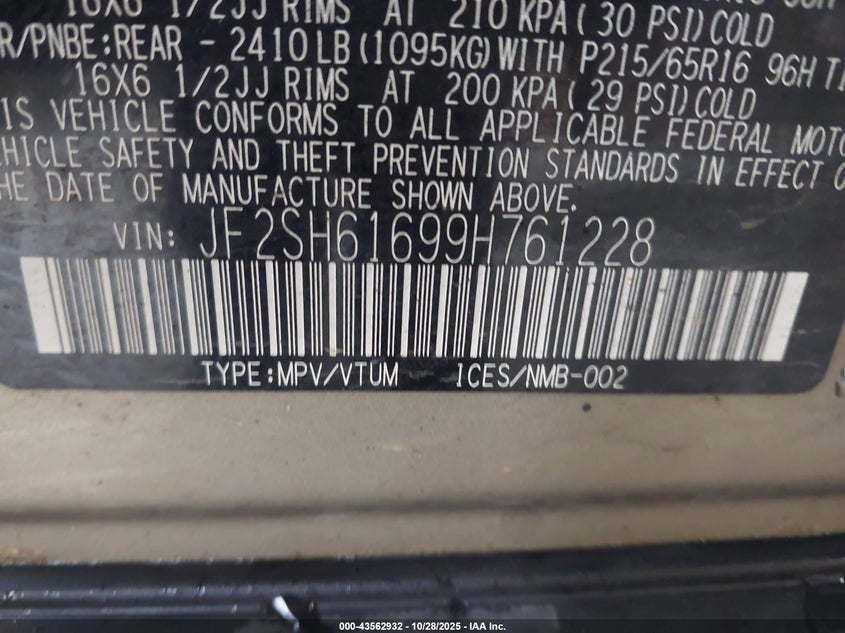 16X6 1/2JJ RIMS AT 210 KPA(30 PSI)COLD
R/PNBE:REAR - 2410LB(1095KG)WITH P215/65R16 96H
16X6 1/2JJ RIMS AT 200 KPA(29 PSI)COLD
IS VEHICLE CONFORMS TO ALL APPLICABLE FEDERAL MOTO
EHICLE SAFETY AND THEFT PREVENTION STANDARDS IN EFFECT
HE DATE OF MANUFACTURE SHOWN ABOVE.
VIN: JF2SH61699H761228
TYPE:MPV/VTUM ICES/NMB-002
000-43562932 | 10/28/2025 - IAA Inc.